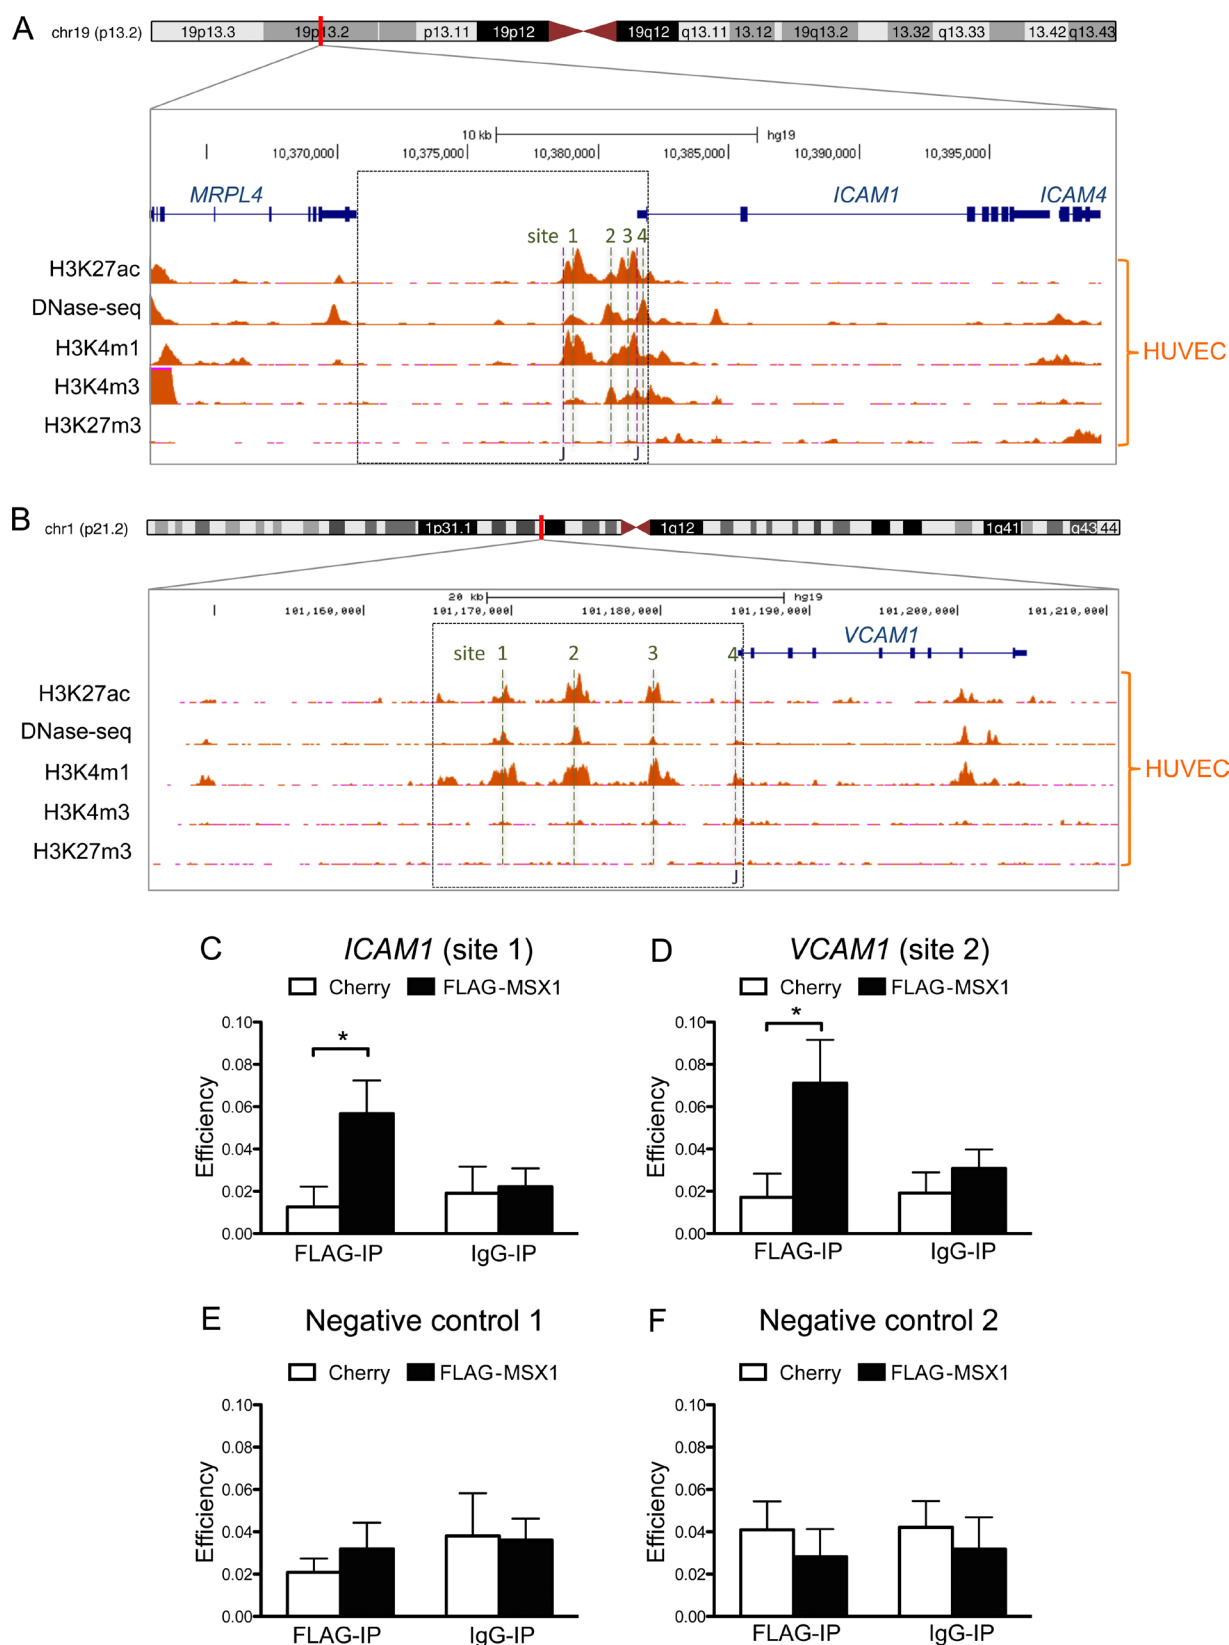 A
chr19 (p13.2) 19p13.3 19p13.2 p13.11 19p12 19q12 q13.11 13.12 19q13.2 13.32 q13.33 13.42 q13.43
10 kb hg19
10,370,000 10,375,000 10,380,000 10,385,000 10,390,000 10,395,000
MRPL4 ICAM1 ICAM4
site 1 2 3 4
H3K27ac
DNase-seq
H3K4m1
H3K4m3
H3K27m3
HUVEC
J J
B
chr1 (p21.2) 1p31.1 1q12 1q41 q43 44
20 kb hg19
101,160,000 101,170,000 101,180,000 101,190,000 101,200,000 101,210,000
VCAM1
site 1 2 3 4
H3K27ac
DNase-seq
H3K4m1
H3K4m3
H3K27m3
HUVEC
J
C ICAM1 (site 1)
Cherry FLAG-MSX1
*
Efficiency
0.10
0.08
0.06
0.04
0.02
0.00
FLAG-IP IgG-IP
D VCAM1 (site 2)
Cherry FLAG-MSX1
*
Efficiency
0.10
0.08
0.06
0.04
0.02
0.00
FLAG-IP IgG-IP
E Negative control 1
Cherry FLAG-MSX1
Efficiency
0.10
0.08
0.06
0.04
0.02
0.00
FLAG-IP IgG-IP
F Negative control 2
Cherry FLAG-MSX1
Efficiency
0.10
0.08
0.06
0.04
0.02
0.00
FLAG-IP IgG-IP